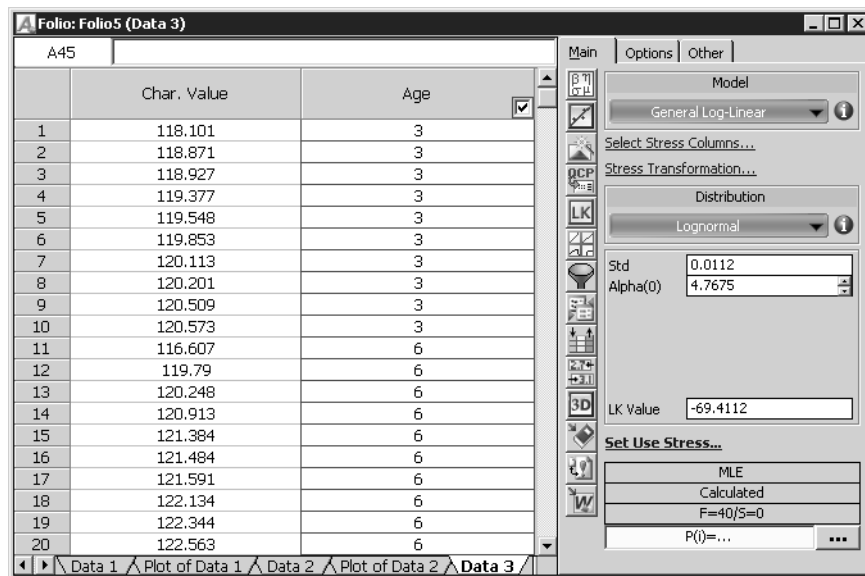 Folio: Folio5 (Data 3)
A45
Char. Value Age
1 118.101 3
2 118.871 3
3 118.927 3
4 119.377 3
5 119.548 3
6 119.853 3
7 120.113 3
8 120.201 3
9 120.509 3
10 120.573 3
11 116.607 6
12 119.79 6
13 120.248 6
14 120.913 6
15 121.384 6
16 121.484 6
17 121.591 6
18 122.134 6
19 122.344 6
20 122.563 6
Data 1 Plot of Data 1 Data 2 Plot of Data 2 Data 3
Main Options Other
β η
σ μ
QCP
LK
3D
W
Model
General Log-Linear
Select Stress Columns...
Stress Transformation...
Distribution
Lognormal
Std 0.0112
Alpha(0) 4.7675
LK Value -69.4112
Set Use Stress...
MLE
Calculated
F=40/S=0
P(i)=... ...